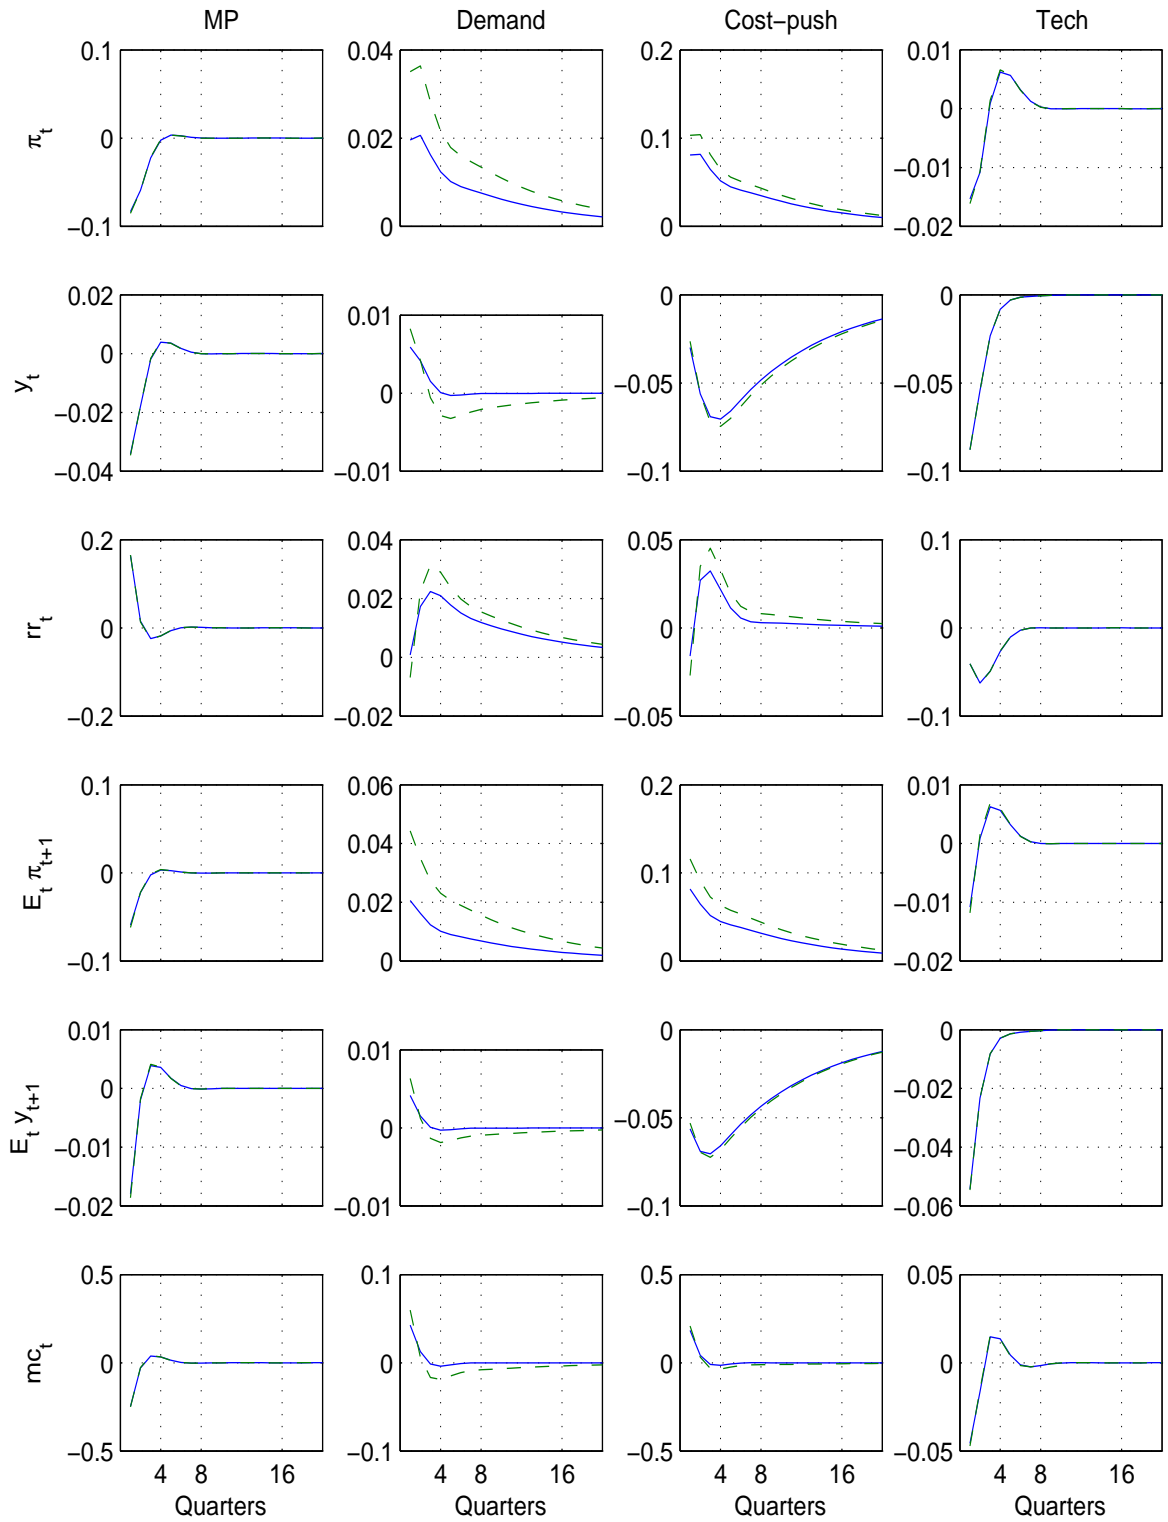 MP Demand Cost−push Tech
π_t
0.1 0 −0.1
0.04 0.02 0
0.2 0.1 0
0.01 0 −0.01 −0.02
y_t
0.02 0 −0.02 −0.04
0.01 0 −0.01
0 −0.05 −0.1
0 −0.05 −0.1
rr_t
0.2 0 −0.2
0.04 0.02 0 −0.02
0.05 0 −0.05
0.1 0 −0.1
E_t π_{t+1}
0.1 0 −0.1
0.06 0.04 0.02 0
0.2 0.1 0
0.01 0 −0.01 −0.02
E_t y_{t+1}
0.01 0 −0.01 −0.02
0.01 0 −0.01
0 −0.05 −0.1
0 −0.02 −0.04 −0.06
mc_t
0.5 0 −0.5
0.1 0 −0.1
0.5 0 −0.5
0.05 0 −0.05
4 8 16 4 8 16 4 8 16 4 8 16
Quarters Quarters Quarters Quarters